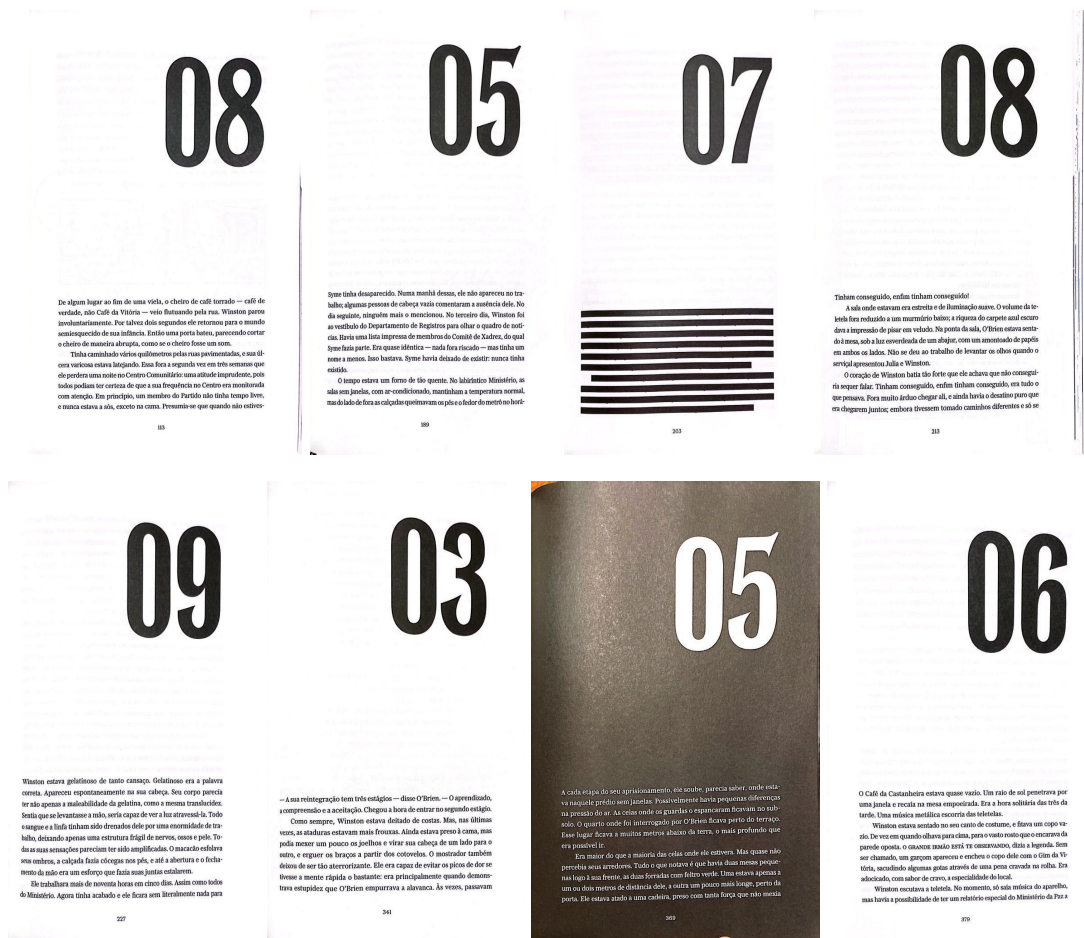 08
De algum lugar ao fim de uma viela, o cheiro de café torrado — café de
verdade, não Café da Vitória — veio flutuando pela rua. Winston parou
involuntariamente. Por talvez dois segundos ele retornou para o mundo
semiesquecido de sua infância. Então uma porta bateu, parecendo cortar
o cheiro de maneira abrupta, como se o cheiro fosse um som.
Tinha caminhado vários quilômetros pelas ruas pavimentadas, e sua úl-
cera varicosa estava latejando. Essa fora a segunda vez em três semanas que
ele perdera uma noite no Centro Comunitário: uma atitude imprudente, pois
todos podiam ter certeza de que a sua frequência no Centro era monitorada
com atenção. Em princípio, um membro do Partido não tinha tempo livre,
e nunca estava a sós, exceto na cama. Presumia-se que quando não estives-
113
05
Syme tinha desaparecido. Numa manhã dessas, ele não apareceu no tra-
balho; algumas pessoas de cabeça vazia comentaram a ausência dele. No
dia seguinte, ninguém mais o mencionou. No terceiro dia, Winston foi
ao vestíbulo do Departamento de Registros para olhar o quadro de notí-
cias. Havia uma lista impressa de membros do Comitê de Xadrez, do qual
Syme fazia parte. Era quase idêntica — nada fora riscado — mas tinha um
nome a menos. Isso bastava. Syme havia deixado de existir: nunca tinha
existido.
O tempo estava um forno de tão quente. No labiríntico Ministério, as
salas sem janelas, com ar-condicionado, mantinham a temperatura normal,
mas do lado de fora as calçadas queimavam os pés e o fedor do metrô no horá-
189
07
203
08
Tinham conseguido, enfim tinham conseguido!
A sala onde estavam era estreita e de iluminação suave. O volume da te-
letela fora reduzido a um murmúrio baixo; a riqueza do carpete azul escuro
dava a impressão de pisar em veludo. Na ponta da sala, O'Brien estava senta-
do à mesa, sob a luz esverdeada de um abajur, com um amontoado de papéis
em ambos os lados. Não se deu ao trabalho de levantar os olhos quando o
serviçal apresentou Julia e Winston.
O coração de Winston batia tão forte que ele achava que não consegui-
ria sequer falar. Tinham conseguido, enfim tinham conseguido, era tudo o
que pensava. Fora muito árduo chegar ali, e ainda havia o desatino puro que
era chegarem juntos; embora tivessem tomado caminhos diferentes e só se
213
09
Winston estava gelatinoso de tanto cansaço. Gelatinoso era a palavra
correta. Apareceu espontaneamente na sua cabeça. Seu corpo parecia
ter não apenas a maleabilidade da gelatina, como a mesma translucidez.
Sentia que se levantasse a mão, seria capaz de ver a luz atravessá-la. Todo
o sangue e a linfa tinham sido drenados dele por uma enormidade de tra-
balho, deixando apenas uma estrutura frágil de nervos, ossos e pele. To-
das as suas sensações pareciam ter sido amplificadas. O macacão esfolava
seus ombros, a calçada fazia cócegas nos pés, e até a abertura e o fecha-
mento da mão era um esforço que fazia suas juntas estalarem.
Ele trabalhara mais de noventa horas em cinco dias. Assim como todos
do Ministério. Agora tinha acabado e ele ficara sem literalmente nada para
227
03
— A sua reintegração tem três estágios — disse O'Brien. — O aprendizado,
a compreensão e a aceitação. Chegou a hora de entrar no segundo estágio.
Como sempre, Winston estava deitado de costas. Mas, nas últimas
vezes, as ataduras estavam mais frouxas. Ainda estava preso à cama, mas
podia mexer um pouco os joelhos e virar sua cabeça de um lado para o
outro, e erguer os braços a partir dos cotovelos. O mostrador também
deixou de ser tão aterrorizante. Ele era capaz de evitar os picos de dor se
tivesse a mente rápida o bastante: era principalmente quando demons-
trava estupidez que O'Brien empurrava a alavanca. Às vezes, passavam
341
05
A cada etapa do seu aprisionamento, ele soube, parecia saber, onde esta-
va naquele prédio sem janelas. Possivelmente havia pequenas diferenças
na pressão do ar. As celas onde os guardas o espancaram ficavam no sub-
solo. O quarto onde foi interrogado por O'Brien ficava perto do terraço.
Esse lugar ficava a muitos metros abaixo da terra, o mais profundo que
era possível ir.
Era maior do que a maioria das celas onde ele estivera. Mas quase não
percebia seus arredores. Tudo o que notava é que havia duas mesas peque-
nas logo à sua frente, as duas forradas com feltro verde. Uma estava apenas a
um ou dois metros de distância dele, a outra um pouco mais longe, perto da
porta. Ele estava atado a uma cadeira, preso com tanta força que não mexia
369
06
O Café da Castanheira estava quase vazio. Um raio de sol penetrava por
uma janela e recaía na mesa empoeirada. Era a hora solitária das três da
tarde. Uma música metálica escorria das teletelas.
Winston estava sentado no seu canto de costume, e fitava um copo va-
zio. De vez em quando olhava para cima, para o vasto rosto que o encarava da
parede oposta. O GRANDE IRMÃO ESTÁ TE OBSERVANDO, dizia a legenda. Sem
ser chamado, um garçom apareceu e encheu o copo dele com o Gim da Vi-
tória, sacudindo algumas gotas através de uma pena cravada na rolha. Era
adocicado, com sabor de cravo, a especialidade do local.
Winston escutava a teletela. No momento, só saía música do aparelho,
mas havia a possibilidade de ter um relatório especial do Ministério da Paz a
379